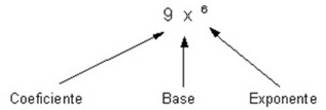 9 x ⁶
Coeficiente Base Exponente